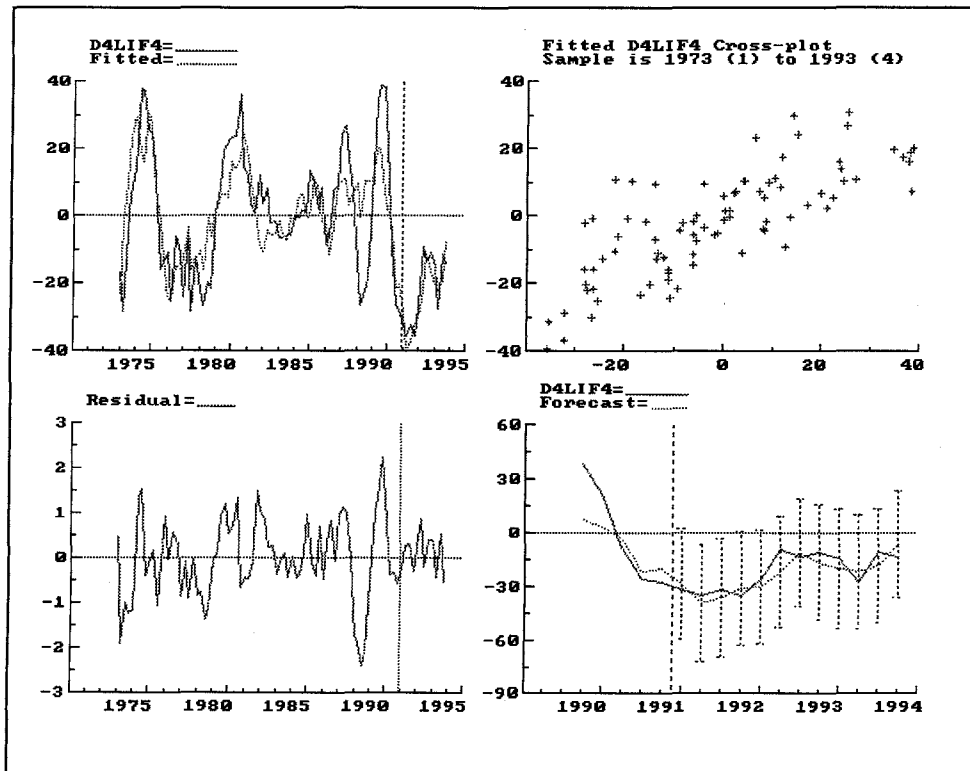 D4LIF4=
Fitted=
40
20
0
-20
-40
1975 1980 1985 1990 1995
Fitted D4LIF4 Cross-plot
Sample is 1973 (1) to 1993 (4)
40
20
0
-20
-40
-20 0 20 40
Residual=
3
2
1
0
-1
-2
-3
1975 1980 1985 1990 1995
D4LIF4=
Forecast=
60
30
0
-30
-60
-90
1990 1991 1992 1993 1994